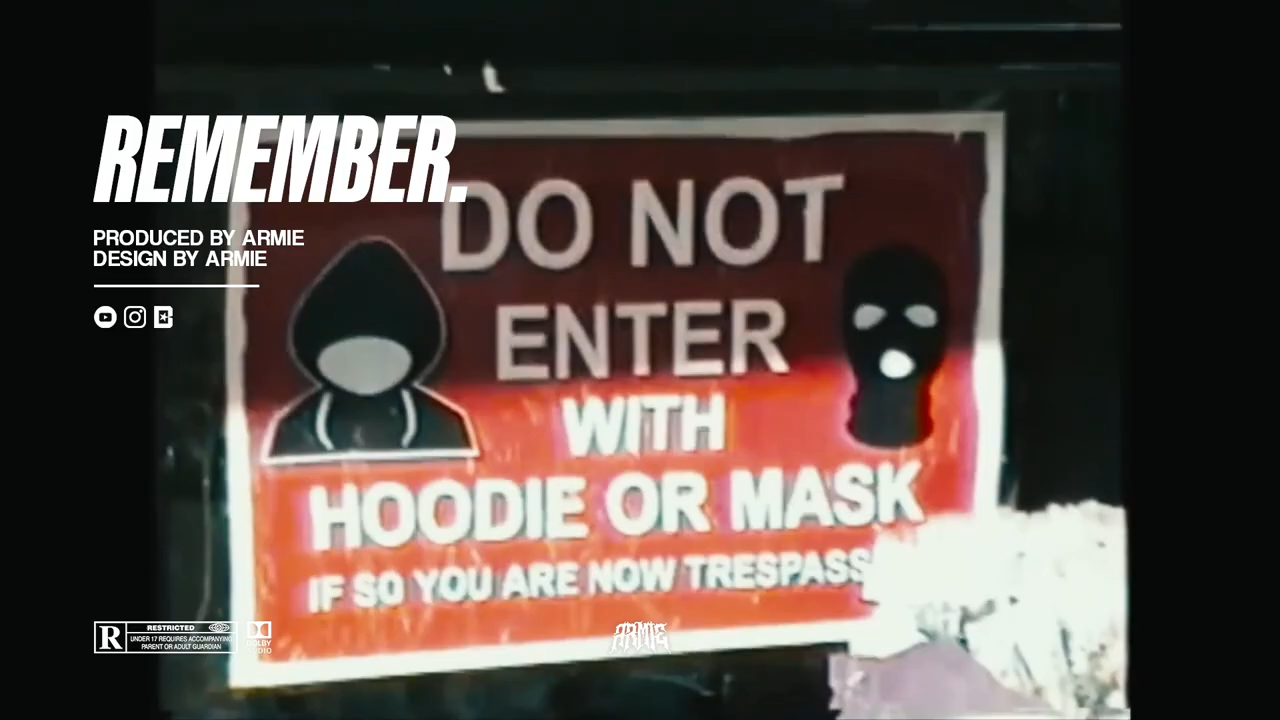 REMEMBER.
PRODUCED BY ARMIE
DESIGN BY ARMIE
DO NOT
ENTER
WITH
HOODIE OR MASK
IF SO YOU ARE NOW
R
RESTRICTED
UNDER 17 REQUIRES ACCOMPANYING
PARENT OR ADULT GUARDIAN
DOLBY
ARMIE